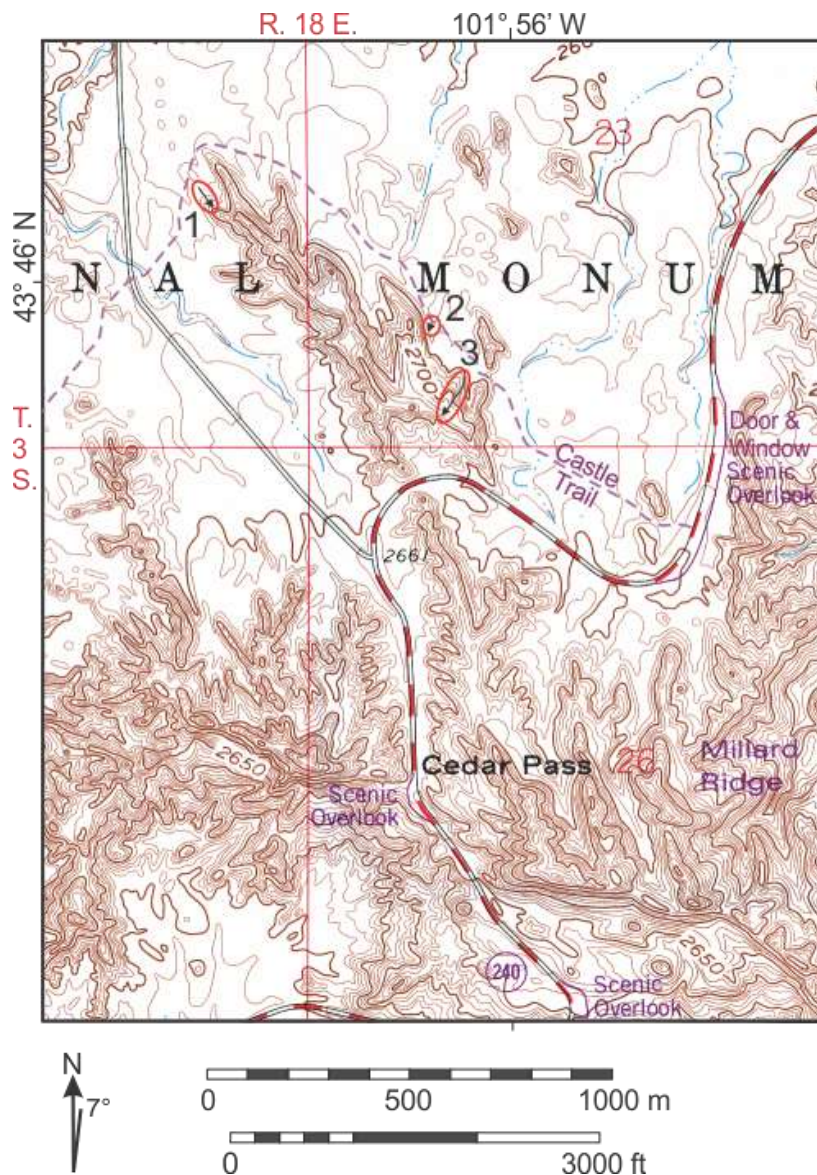 R. 18 E.
101° 56' W
260
23
1
43° 46' N
N A L M O N U M
2
3
2700
T.
3
S.
Door &
Window
Scenic
Overlook
Castle
Trail
2661
2650
Cedar Pass
26
Millard
Ridge
Scenic
Overlook
2650
240
Scenic
Overlook
N
7°
0 500 1000 m
0 3000 ft